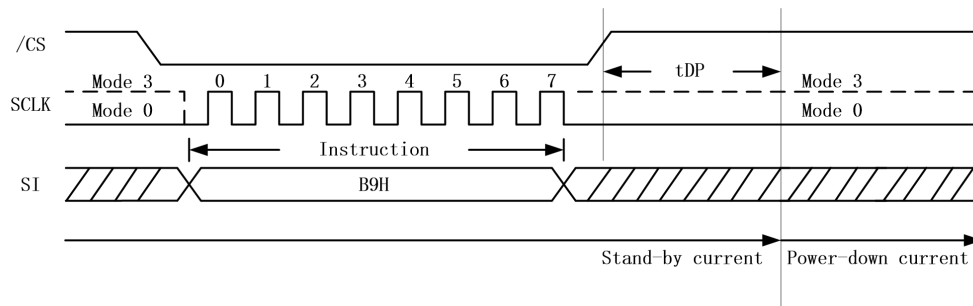 /CS
tDP
Mode 3 0 1 2 3 4 5 6 7 Mode 3
SCLK
Mode 0 Mode 0
Instruction
SI B9H
Stand-by current Power-down current